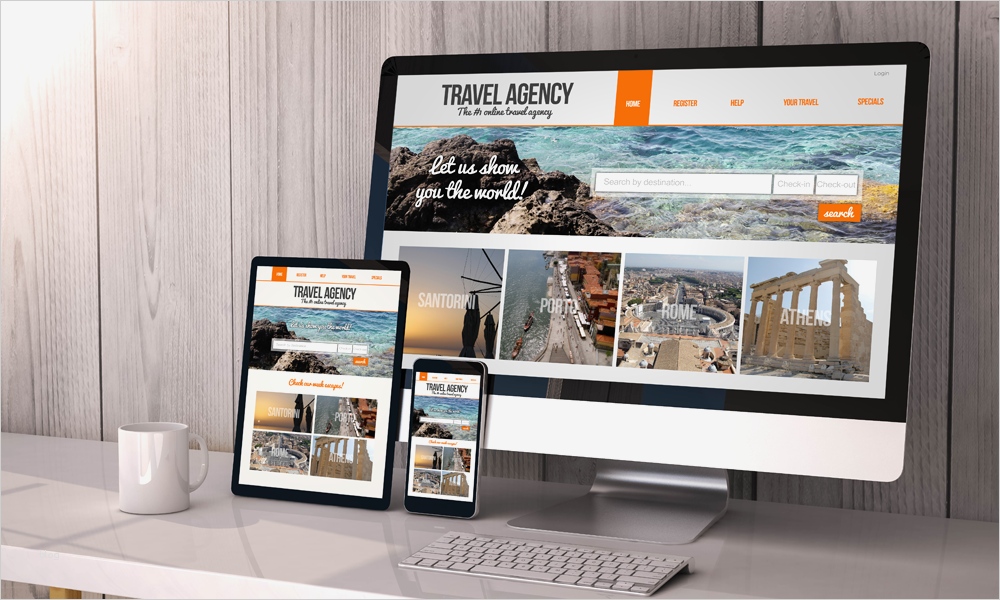 Login
TRAVEL AGENCY
The #1 online travel agency
HOME REGISTER HELP YOUR TRAVEL SPECIALS
let us show
you the world!
Search by destination... Check-in Check-out
search
SANTORINI PORTO ROME ATHENS
HOME REGISTER HELP YOUR TRAVEL SPECIALS
TRAVEL AGENCY
The #1 online travel agency
let us show you the world!
search
Check our week escapes!
SANTORINI PORTO
ROME ATHENS
TRAVEL AGENCY
The #1 online travel agency
Check our week escapes!